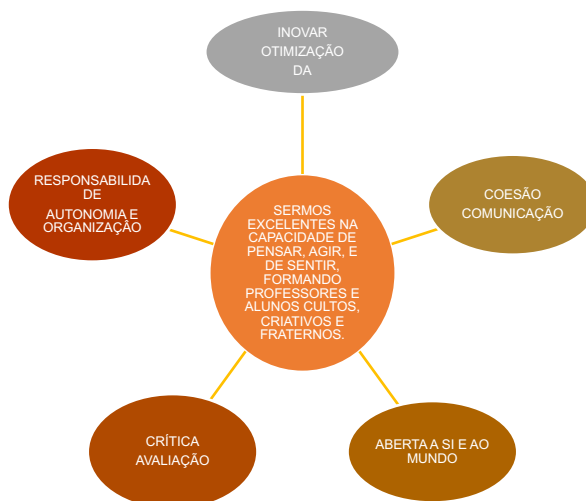 INOVAR
OTIMIZAÇÃO
DA
RESPONSABILIDA
DE
AUTONOMIA E
ORGANIZAÇÃO
SERMOS
EXCELENTES NA
CAPACIDADE DE
PENSAR, AGIR, E
DE SENTIR,
FORMANDO
PROFESSORES E
ALUNOS CULTOS,
CRIATIVOS E
FRATERNOS.
COESÃO
COMUNICAÇÃO
CRÍTICA
AVALIAÇÃO
ABERTA A SI E AO
MUNDO